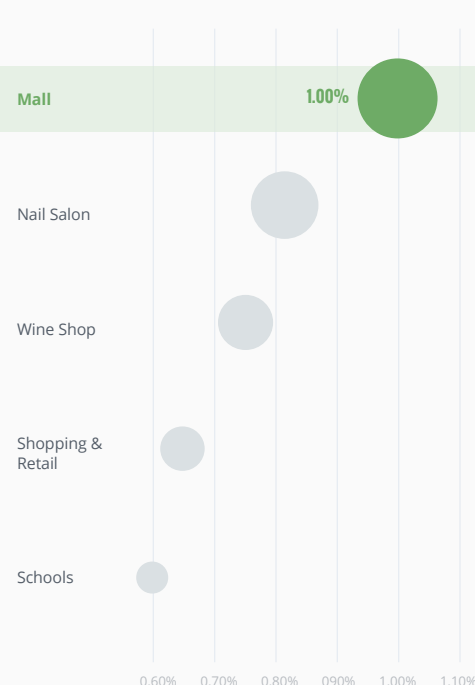 Mall 1.00%
Nail Salon
Wine Shop
Shopping &
Retail
Schools
0.60% 0.70% 0.80% 090% 1.00% 1.10%